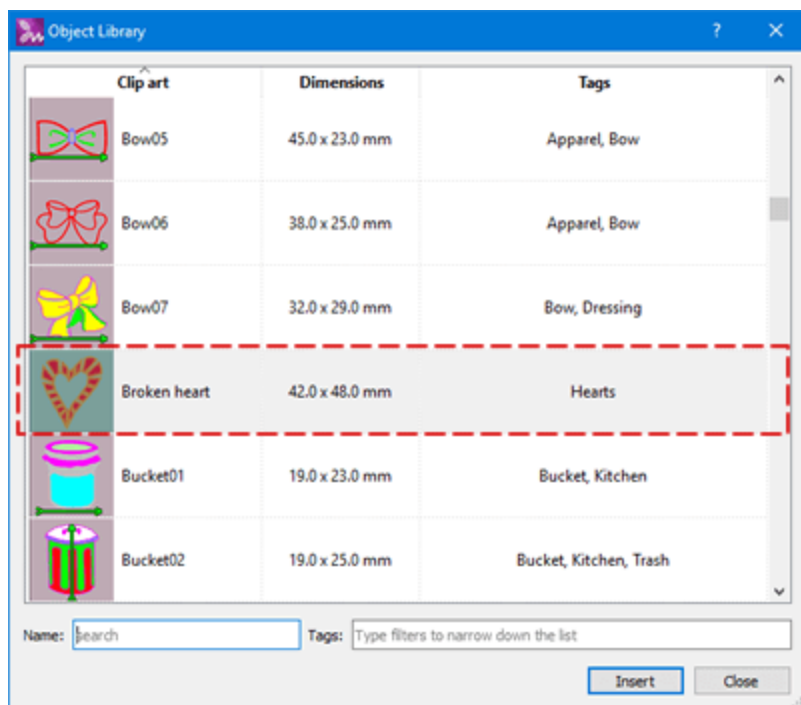 Object Library
Clip art Dimensions Tags
Bow05 45.0 x 23.0 mm Apparel, Bow
Bow06 38.0 x 25.0 mm Apparel, Bow
Bow07 32.0 x 29.0 mm Bow, Dressing
Broken heart 42.0 x 48.0 mm Hearts
Bucket01 19.0 x 23.0 mm Bucket, Kitchen
Bucket02 19.0 x 25.0 mm Bucket, Kitchen, Trash
Name: search Tags: Type filters to narrow down the list
Insert Close